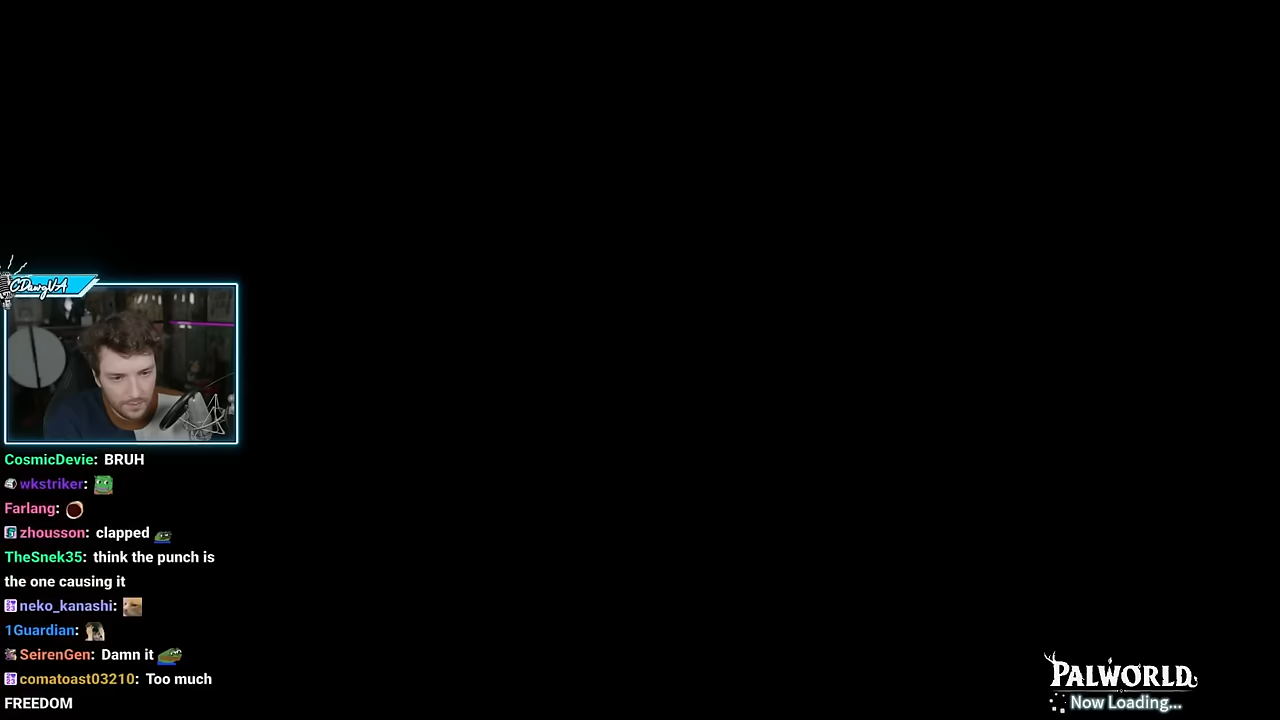 CDawgVA
CosmicDevie: BRUH
wkstriker:
Farlang:
zhousson: clapped
TheSnek35: think the punch is
the one causing it
neko_kanashi:
1Guardian:
SeirenGen: Damn it
comatoast03210: Too much
FREEDOM
PALWORLD
Now Loading...